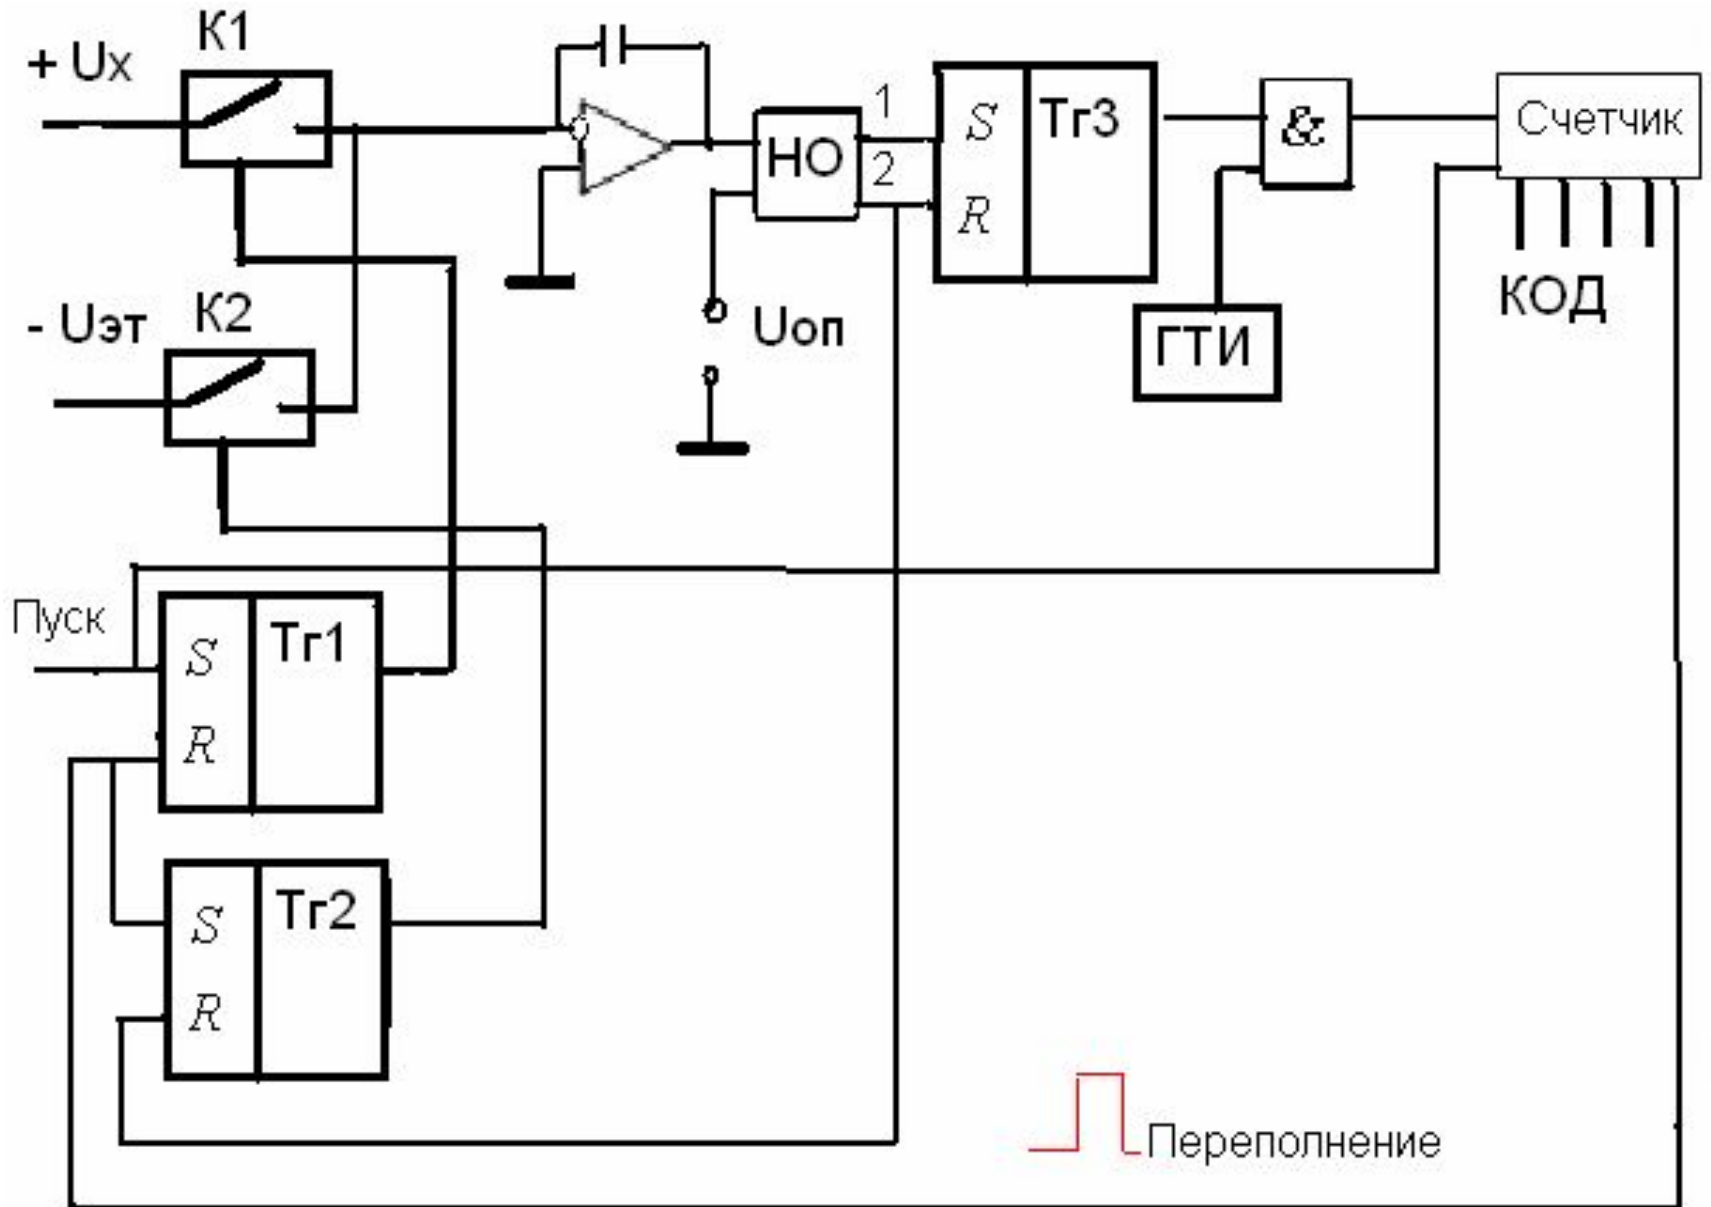 К1
+ Ux
К2
- Uэт
НО
1
2
S
R
Тг3
&
Счетчик
КОД
Uоп
ГТИ
Пуск
S
R
Тг1
S
R
Тг2
Переполнение